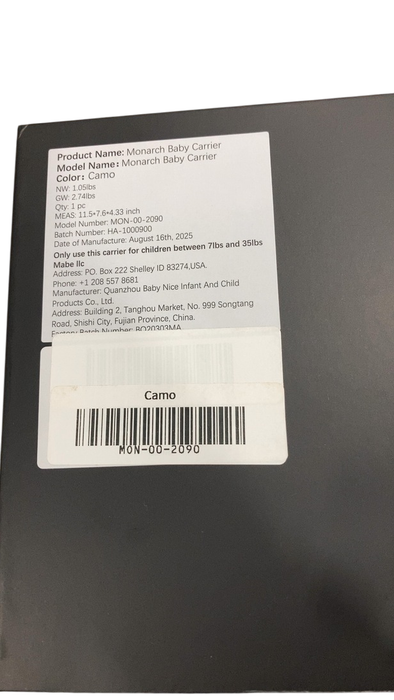 Product Name: Monarch Baby Carrier
Model Name: Monarch Baby Carrier
Color: Camo
NW: 1.05lbs
GW: 2.74lbs
Qty: 1 pc
MEAS: 11.5*7.6*4.33 inch
Model Number: MON-00-2090
Batch Number: HA-1000900
Date of Manufacture: August 16th, 2025
Only use this carrier for children between 7lbs and 35lbs
Mabe llc
Address: PO. Box 222 Shelley ID 83274,USA.
Phone: +1 208 557 8681
Manufacturer: Quanzhou Baby Nice Infant And Child
Products Co., Ltd.
Address: Building 2, Tanghou Market, No. 999 Songtang
Road, Shishi City, Fujian Province, China.
Factory Batch Number: BO20303MA
Camo
MON-00-2090